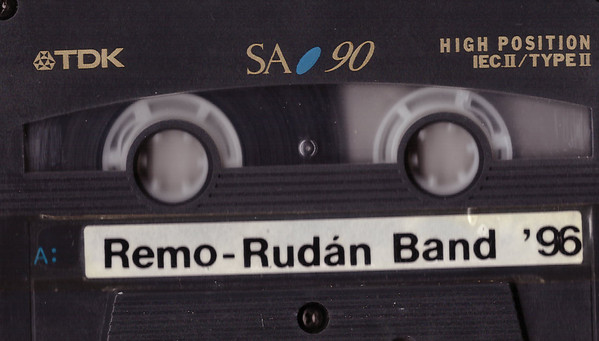 TDK
SA 90
HIGH POSITION
IEC II / TYPE II
A:
Remo-Rudán Band '96